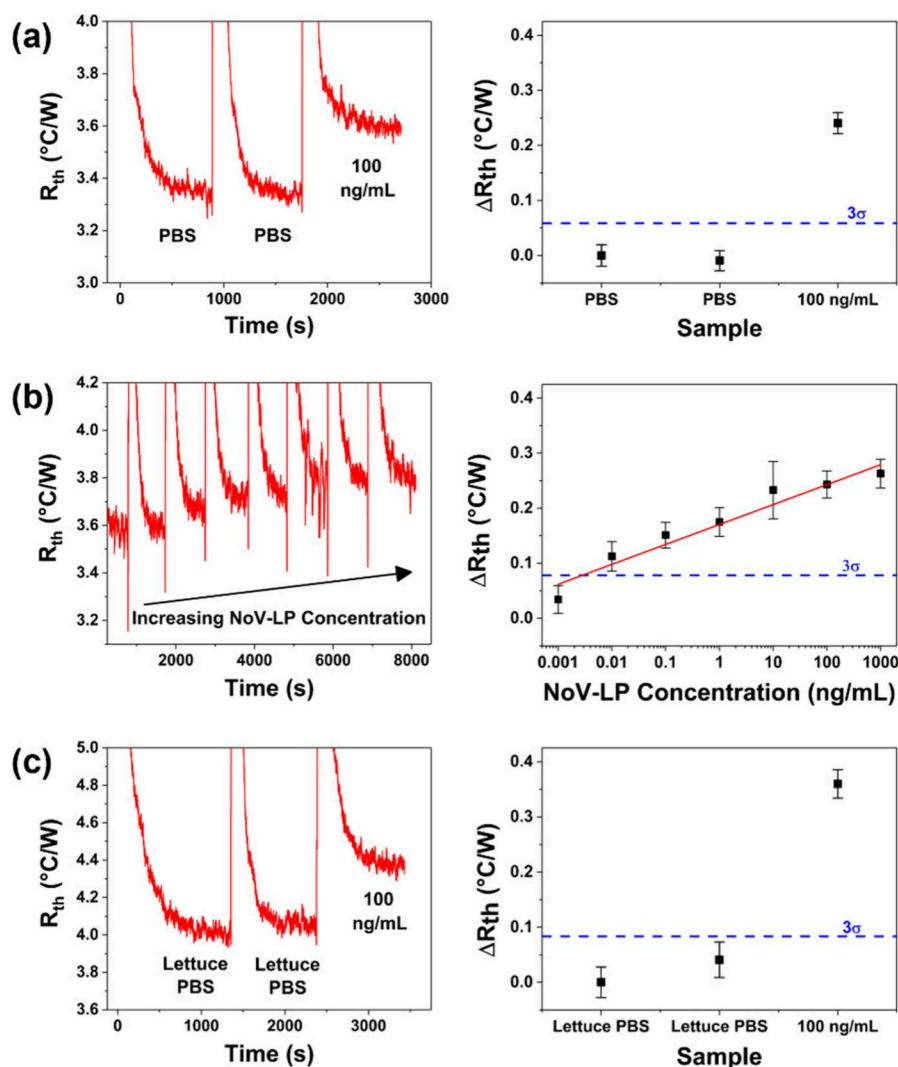 (a)
4.0
3.8
3.6
3.4
3.2
3.0
R_th (°C/W)
PBS
PBS
100
ng/mL
0
1000
2000
3000
Time (s)
0.4
0.3
0.2
0.1
0.0
ΔRth (°C/W)
3σ
PBS
PBS
100 ng/mL
Sample
(b)
4.2
4.0
3.8
3.6
3.4
3.2
R_th (°C/W)
Increasing NoV-LP Concentration
2000
4000
6000
8000
Time (s)
0.4
0.3
0.2
0.1
0.0
ΔRth (°C/W)
3σ
0.001
0.01
0.1
1
10
100
1000
NoV-LP Concentration (ng/mL)
(c)
5.0
4.8
4.6
4.4
4.2
4.0
3.8
3.6
R_th (°C/W)
Lettuce
PBS
Lettuce
PBS
100
ng/mL
0
1000
2000
3000
Time (s)
0.4
0.3
0.2
0.1
0.0
ΔRth (°C/W)
3σ
Lettuce PBS
Lettuce PBS
100 ng/mL
Sample